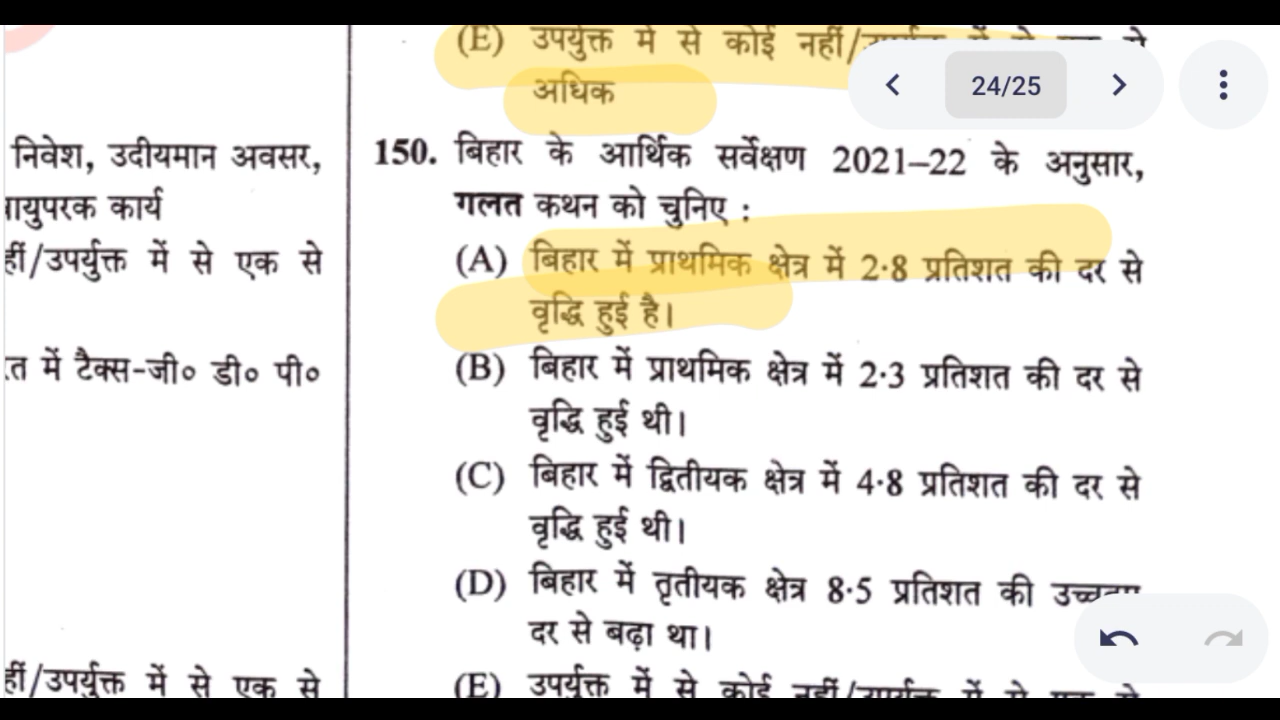 निवेश, उदीयमान अवसर,
युपरक कार्य
हीं/उपर्युक्त में से एक से
त में टैक्स-जी० डी० पी०
हीं/उपर्युक्त में से एक से
(E) उपर्युक्त में से कोई नहीं/
अधिक
150. बिहार के आर्थिक सर्वेक्षण 2021–22 के अनुसार,
गलत कथन को चुनिए :
(A) बिहार में प्राथमिक क्षेत्र में 2·8 प्रतिशत की दर से
वृद्धि हुई है।
(B) बिहार में प्राथमिक क्षेत्र में 2·3 प्रतिशत की दर से
वृद्धि हुई थी।
(C) बिहार में द्वितीयक क्षेत्र में 4·8 प्रतिशत की दर से
वृद्धि हुई थी।
(D) बिहार में तृतीयक क्षेत्र 8·5 प्रतिशत की
दर से बढ़ा था।
(E) उपर्युक्त में से कोई नहीं/
24/25